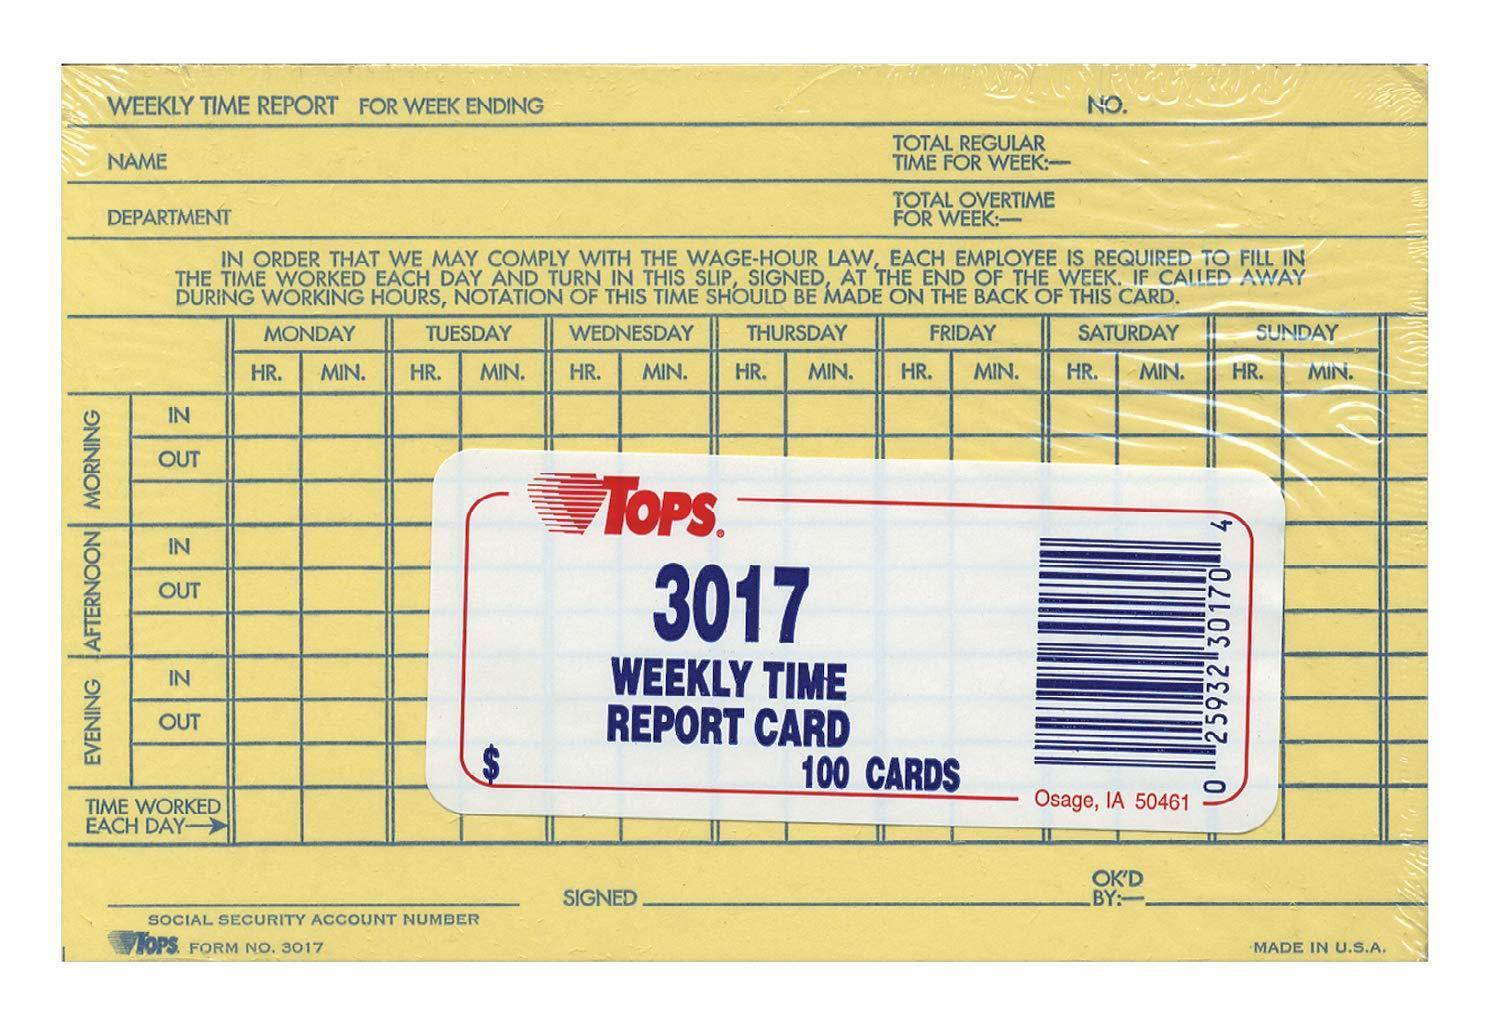 WEEKLY TIME REPORT FOR WEEK ENDING NO.
NAME
TOTAL REGULAR
TIME FOR WEEK:—
DEPARTMENT
TOTAL OVERTIME
FOR WEEK:—
IN ORDER THAT WE MAY COMPLY WITH THE WAGE-HOUR LAW, EACH EMPLOYEE IS REQUIRED TO FILL IN
THE TIME WORKED EACH DAY AND TURN IN THIS SLIP, SIGNED, AT THE END OF THE WEEK. IF CALLED AWAY
DURING WORKING HOURS, NOTATION OF THIS TIME SHOULD BE MADE ON THE BACK OF THIS CARD.
MONDAY TUESDAY WEDNESDAY THURSDAY FRIDAY SATURDAY SUNDAY
HR. MIN. HR. MIN. HR. MIN. HR. MIN. HR. MIN. HR. MIN. HR. MIN.
MORNING
IN
OUT
AFTERNOON
IN
OUT
EVENING
IN
OUT
TIME WORKED
EACH DAY
TOPS
3017
WEEKLY TIME
REPORT CARD
$ 100 CARDS
0 25932 30170 4
Osage, IA 50461
SIGNED
OK'D
BY:—
SOCIAL SECURITY ACCOUNT NUMBER
TOPS FORM NO. 3017
MADE IN U.S.A.